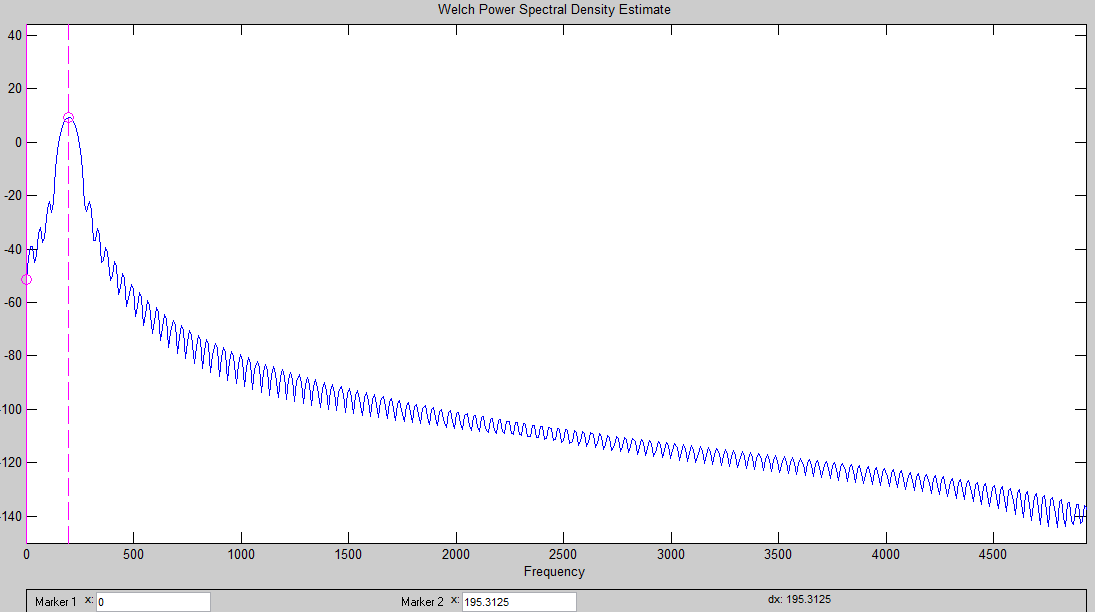 Welch Power Spectral Density Estimate
40
20
0
-20
-40
-60
-80
-100
-120
-140
0 500 1000 1500 2000 2500 3000 3500 4000 4500
Frequency
Marker 1 x: 0 Marker 2 x: 195.3125 dx: 195.3125